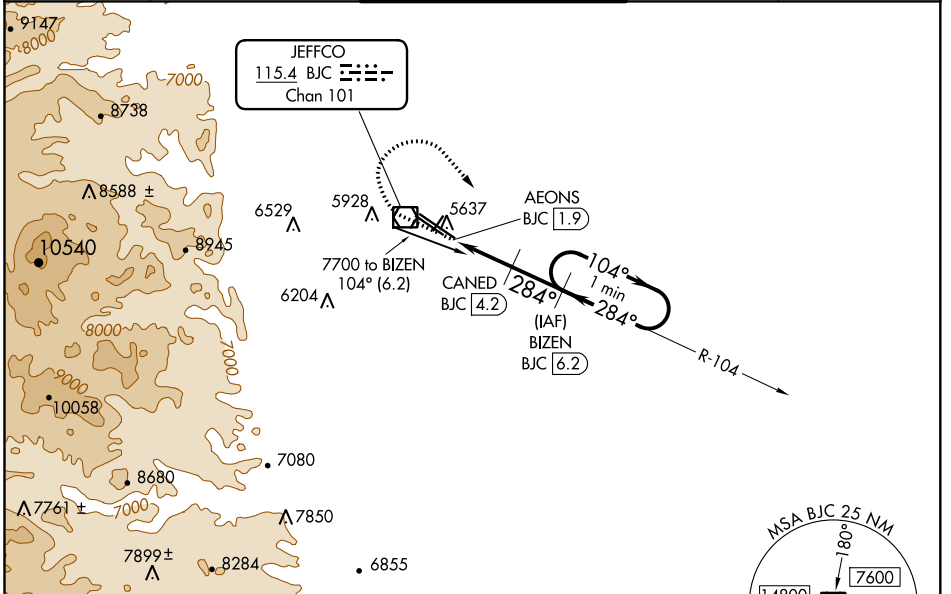 9147
8000
JEFFCO
115.4 BJC
Chan 101
7000
8738
8588 ±
6529
5928
5637
AEONS
BJC 1.9
10540
8945
7700 to BIZEN
104° (6.2)
6204
CANED
BJC 4.2
284°
104°
1 min
284°
(IAF)
BIZEN
BJC 6.2
R-104
8000
7000
9000
10058
7080
8680
7761 ±
7000
7850
7899 ±
8284
6855
MSA BJC 25 NM
180°
7600
14800